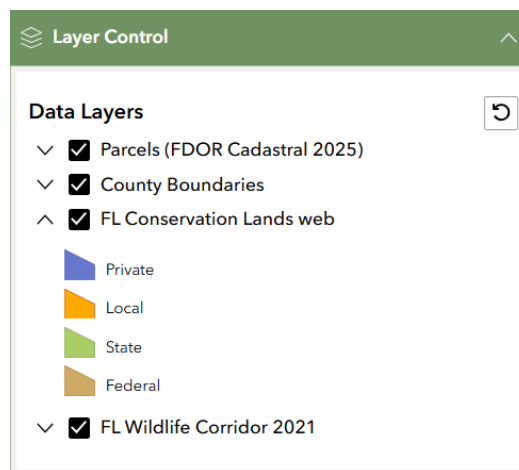 Layer Control
Data Layers
Parcels (FDOR Cadastral 2025)
County Boundaries
FL Conservation Lands web
Private
Local
State
Federal
FL Wildlife Corridor 2021